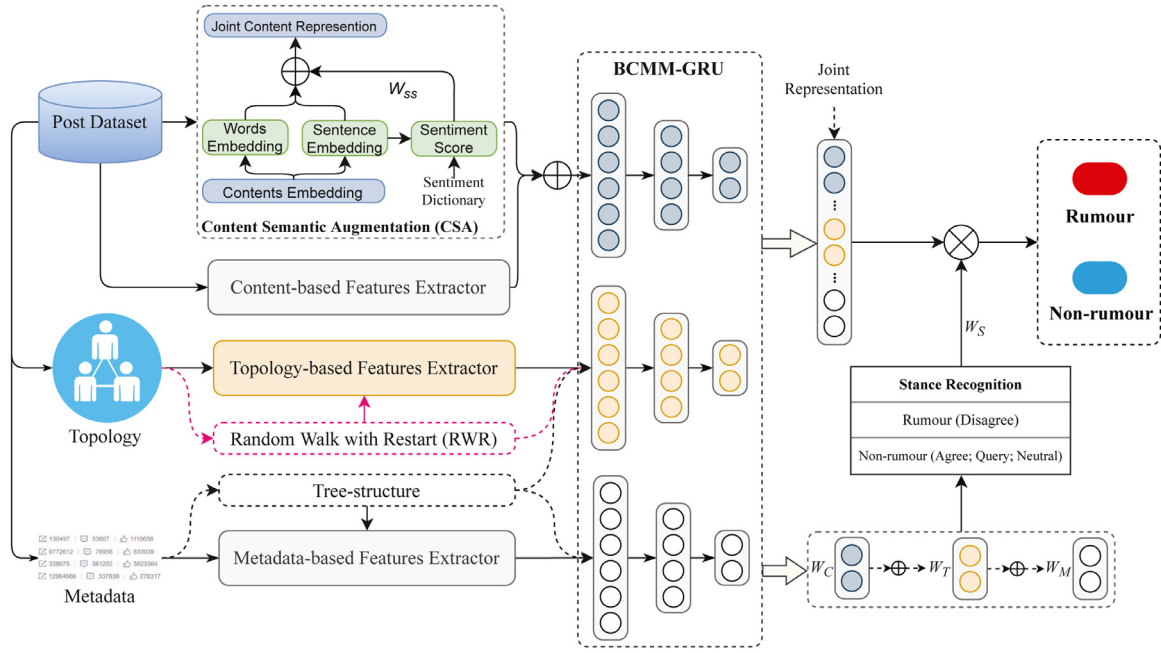 Joint Content Represention
W_SS
Post Dataset
Words
Embedding
Sentence
Embedding
Sentiment
Score
Contents Embedding
Sentiment
Dictionary
Content Semantic Augmentation (CSA)
Content-based Features Extractor
Topology
Topology-based Features Extractor
Random Walk with Restart (RWR)
Tree-structure
130497 | 53607 | 1110656
9772612 | 76956 | 833039
338675 | 381252 | 3023364
12964666 | 337636 | 278317
Metadata
Metadata-based Features Extractor
BCMM-GRU
Joint
Representation
Rumour
Non-rumour
W_S
Stance Recognition
Rumour (Disagree)
Non-rumour (Agree; Query; Neutral)
W_C
W_T
W_M